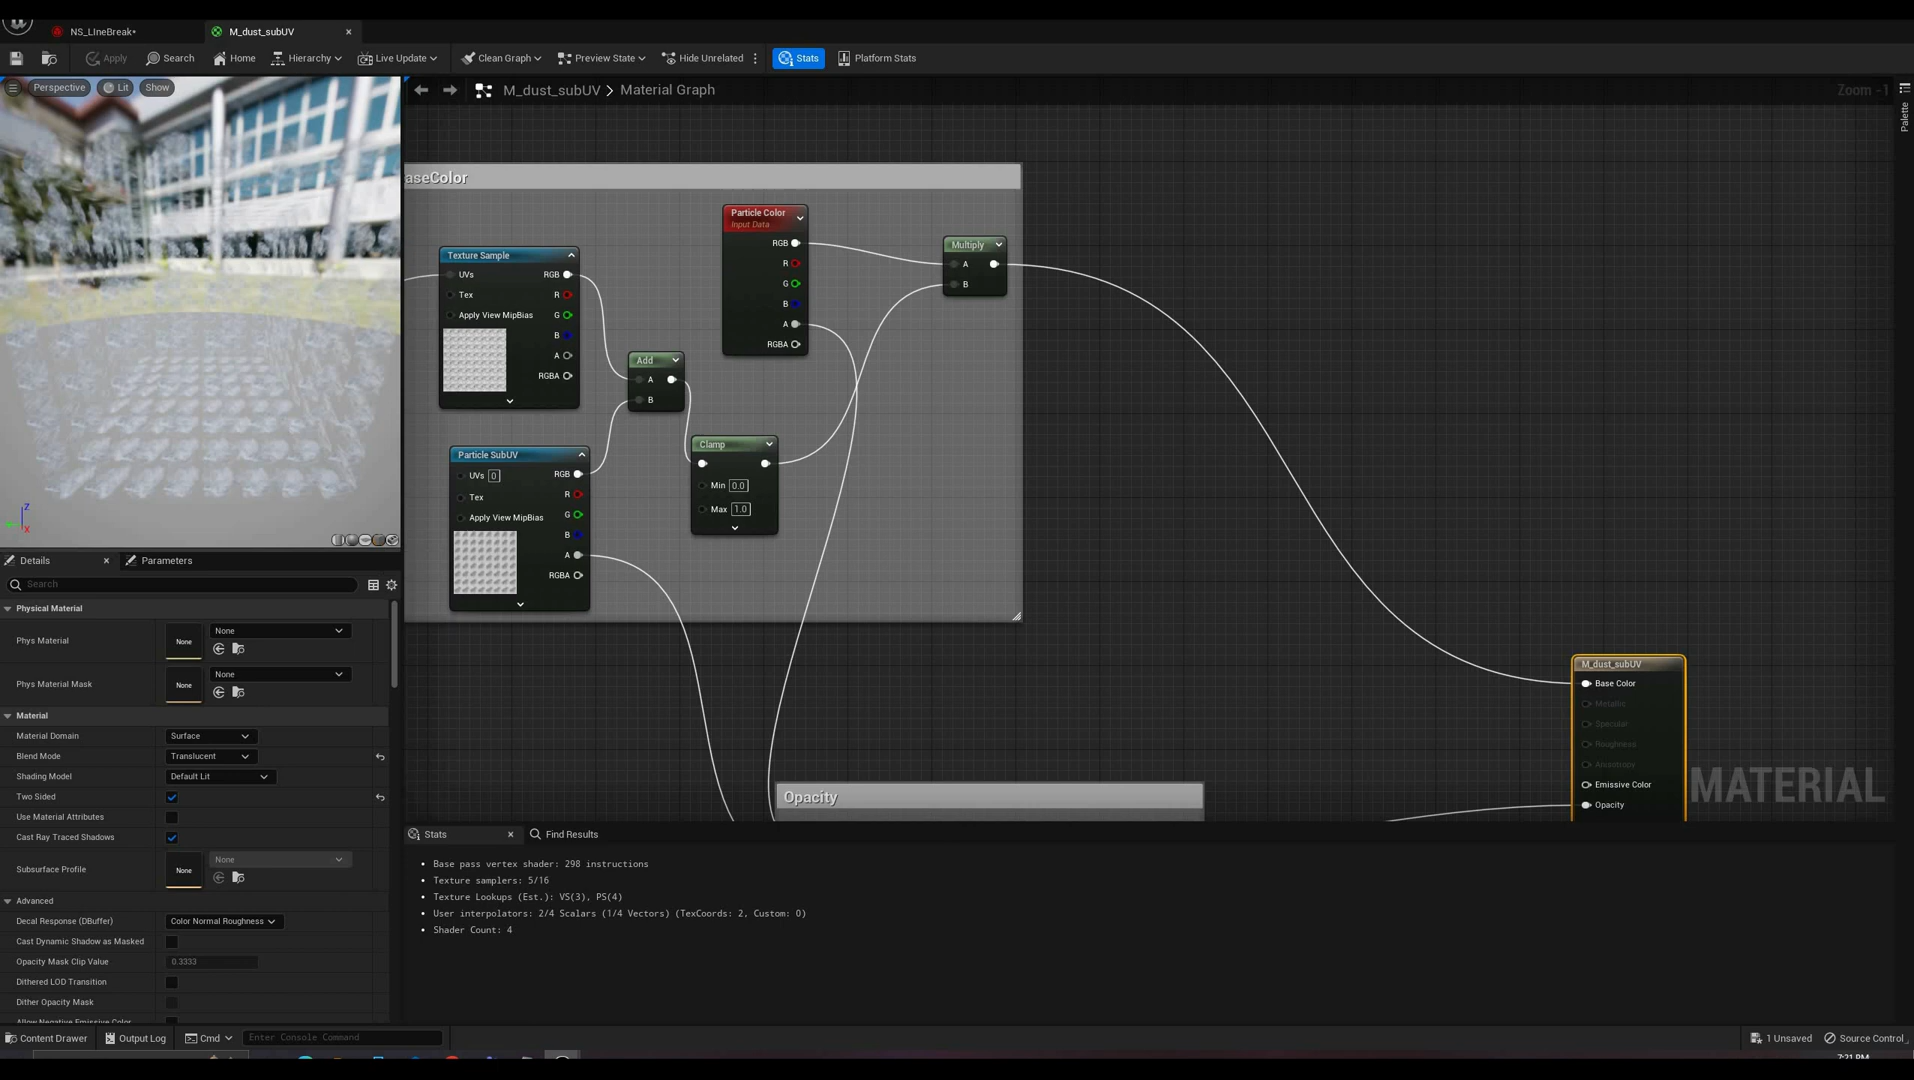 NS_LIneBreak*
M_dust_subUV
Apply
Search
Home
Hierarchy
Live Update
Clean Graph
Preview State
Hide Unrelated
Stats
Platform Stats
Perspective
Lit
Show
M_dust_subUV > Material Graph
Zoom -1
Palette
aseColor
Texture Sample
UVs
RGB
Tex
R
Apply View MipBias
G
B
A
RGBA
Particle Color
Input Data
RGB
R
G
B
A
RGBA
Multiply
A
B
Add
A
B
Clamp
Min 0.0
Max 1.0
Particle SubUV
UVs 0
RGB
Tex
R
Apply View MipBias
G
B
A
RGBA
Z
X
Details
Parameters
Search
Physical Material
Phys Material
None
None
Phys Material Mask
None
None
Material
Material Domain
Surface
Blend Mode
Translucent
Shading Model
Default Lit
Two Sided
Use Material Attributes
Cast Ray Traced Shadows
Subsurface Profile
None
None
Advanced
Decal Response (DBuffer)
Color Normal Roughness
Cast Dynamic Shadow as Masked
Opacity Mask Clip Value
0.3333
Dithered LOD Transition
Dither Opacity Mask
Allow Negative Emissive Color
M_dust_subUV
Base Color
Metallic
Specular
Roughness
Anisotropy
Emissive Color
Opacity
MATERIAL
Opacity
Stats
Find Results
Base pass vertex shader: 298 instructions
Texture samplers: 5/16
Texture Lookups (Est.): VS(3), PS(4)
User interpolators: 2/4 Scalars (1/4 Vectors) (TexCoords: 2, Custom: 0)
Shader Count: 4
Content Drawer
Output Log
Cmd
Enter Console Command
1 Unsaved
Source Control
7:21 PM